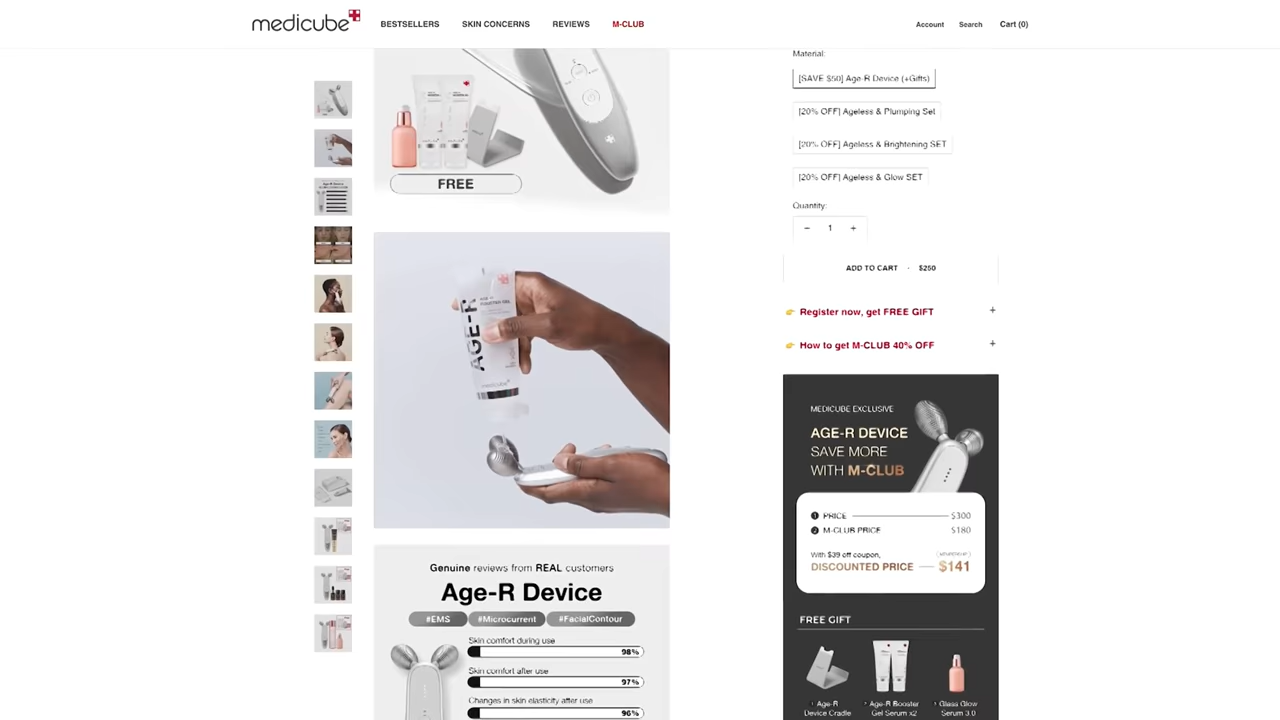 medicube
BESTSELLERS
SKIN CONCERNS
REVIEWS
M-CLUB
Account
Search
Cart (0)
FREE
AGE-R
medicube
Genuine reviews from REAL customers
Age-R Device
#EMS
#Microcurrent
#FacialContour
Skin comfort during use
98%
Skin comfort after use
97%
Changes in skin elasticity after use
96%
Material:
[SAVE $50] Age-R Device (+Gifts)
[20% OFF] Ageless & Plumping Set
[20% OFF] Ageless & Brightening SET
[20% OFF] Ageless & Glow SET
Quantity:
− 1 +
ADD TO CART · $250
👉 Register now, get FREE GIFT +
👉 How to get M-CLUB 40% OFF +
MEDICUBE EXCLUSIVE
AGE-R DEVICE
SAVE MORE
WITH M-CLUB
1 PRICE $300
2 M-CLUB PRICE $180
With $39 off coupon,
DISCOUNTED PRICE — $141
FREE GIFT
Age-R
Device Cradle
Age-R Booster
Gel Serum x2
Glass Glow
Serum 3.0